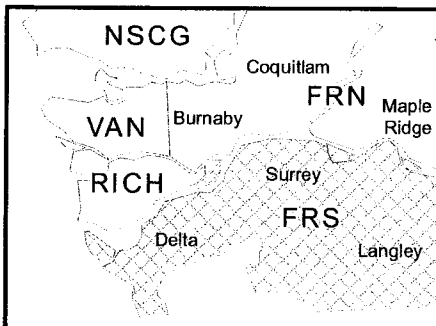 NSCG
Coquitlam
FRN
Maple
Ridge
VAN
Burnaby
RICH
Surrey
FRS
Delta
Langley